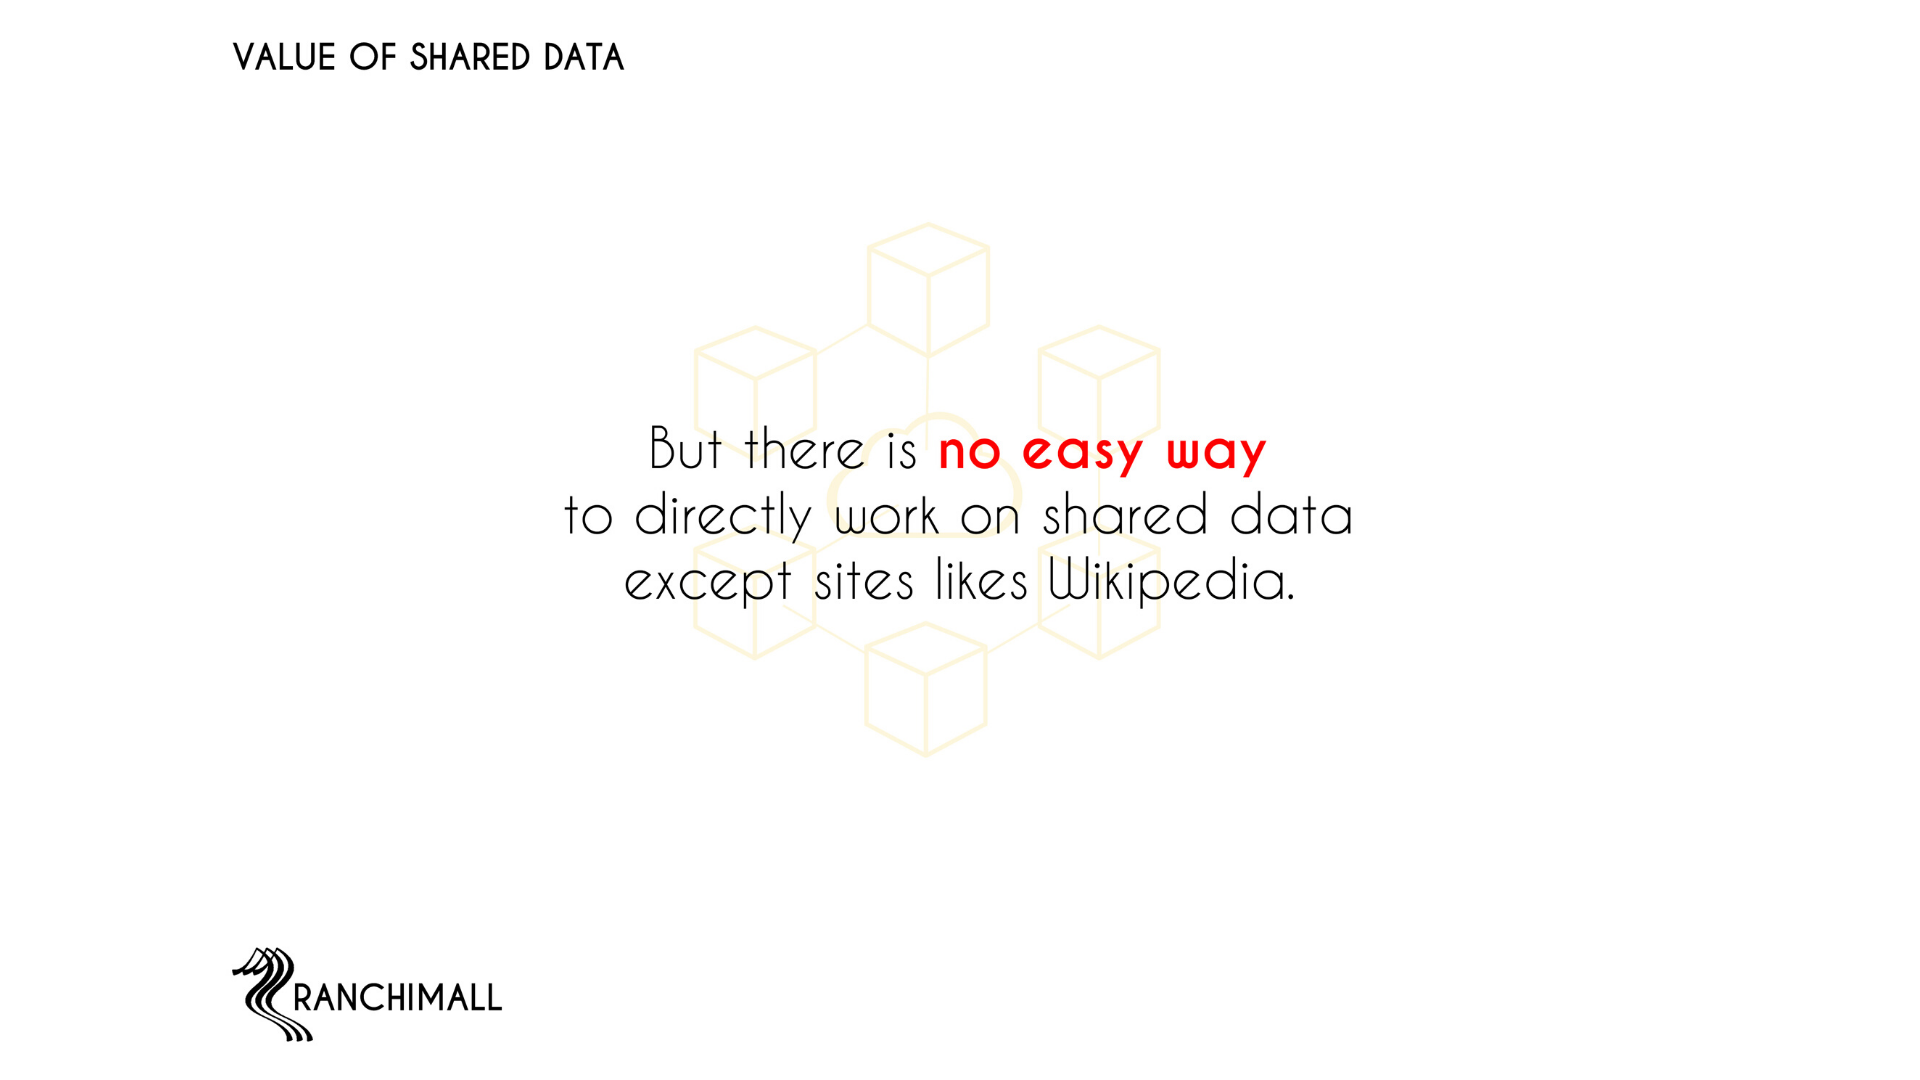 VALUE OF SHARED DATA
But there is no easy way
to directly work on shared data
except sites likes Wikipedia.
RANCHIMALL